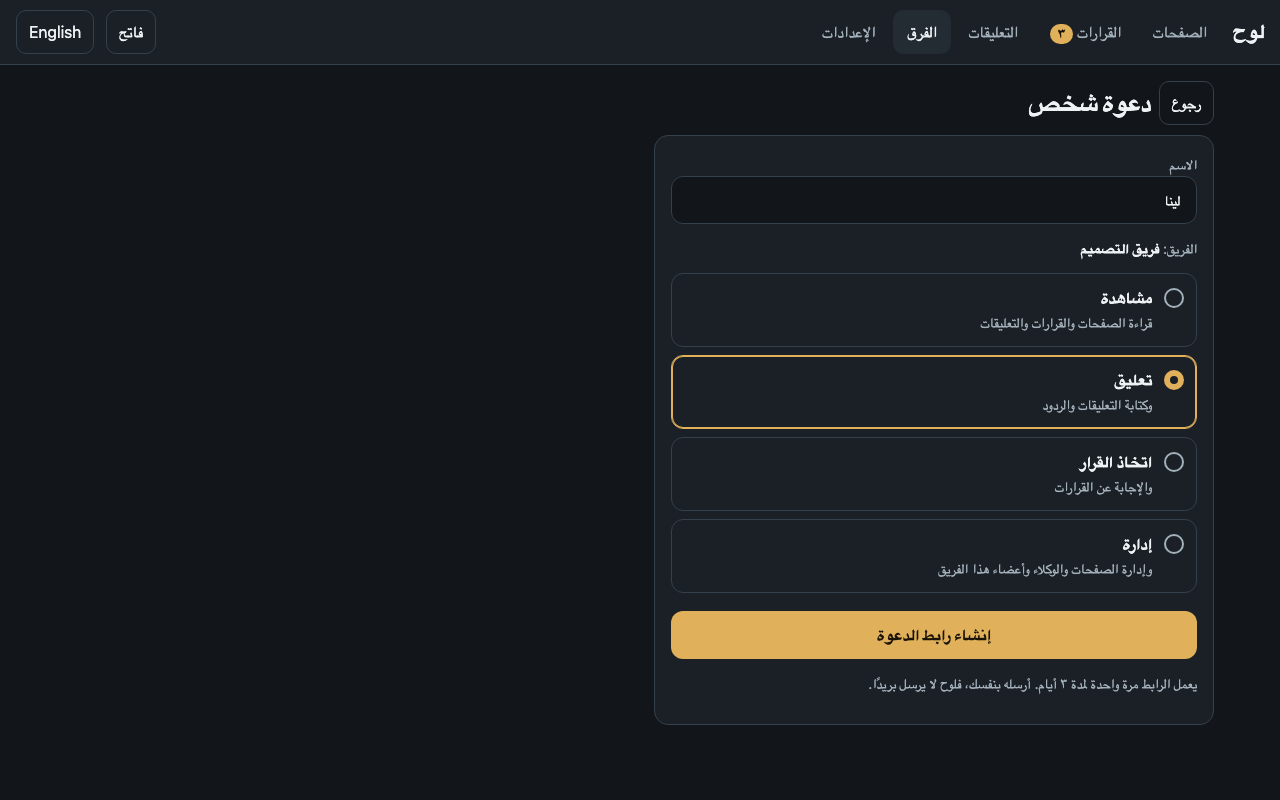 لوح
الصفحات
القرارات ٣
التعليقات
الفرق
الإعدادات
فاتح
English
رجوع
دعوة شخص
الاسم
لينا
الفريق: فريق التصميم
مشاهدة
قراءة الصفحات والقرارات والتعليقات
تعليق
وكتابة التعليقات والردود
اتخاذ القرار
والإجابة عن القرارات
إدارة
وإدارة الصفحات والوكلاء وأعضاء هذا الفريق
إنشاء رابط الدعوة
يعمل الرابط مرة واحدة لمدة ٣ أيام. أرسله بنفسك، فلوح لا يرسل بريدًا.